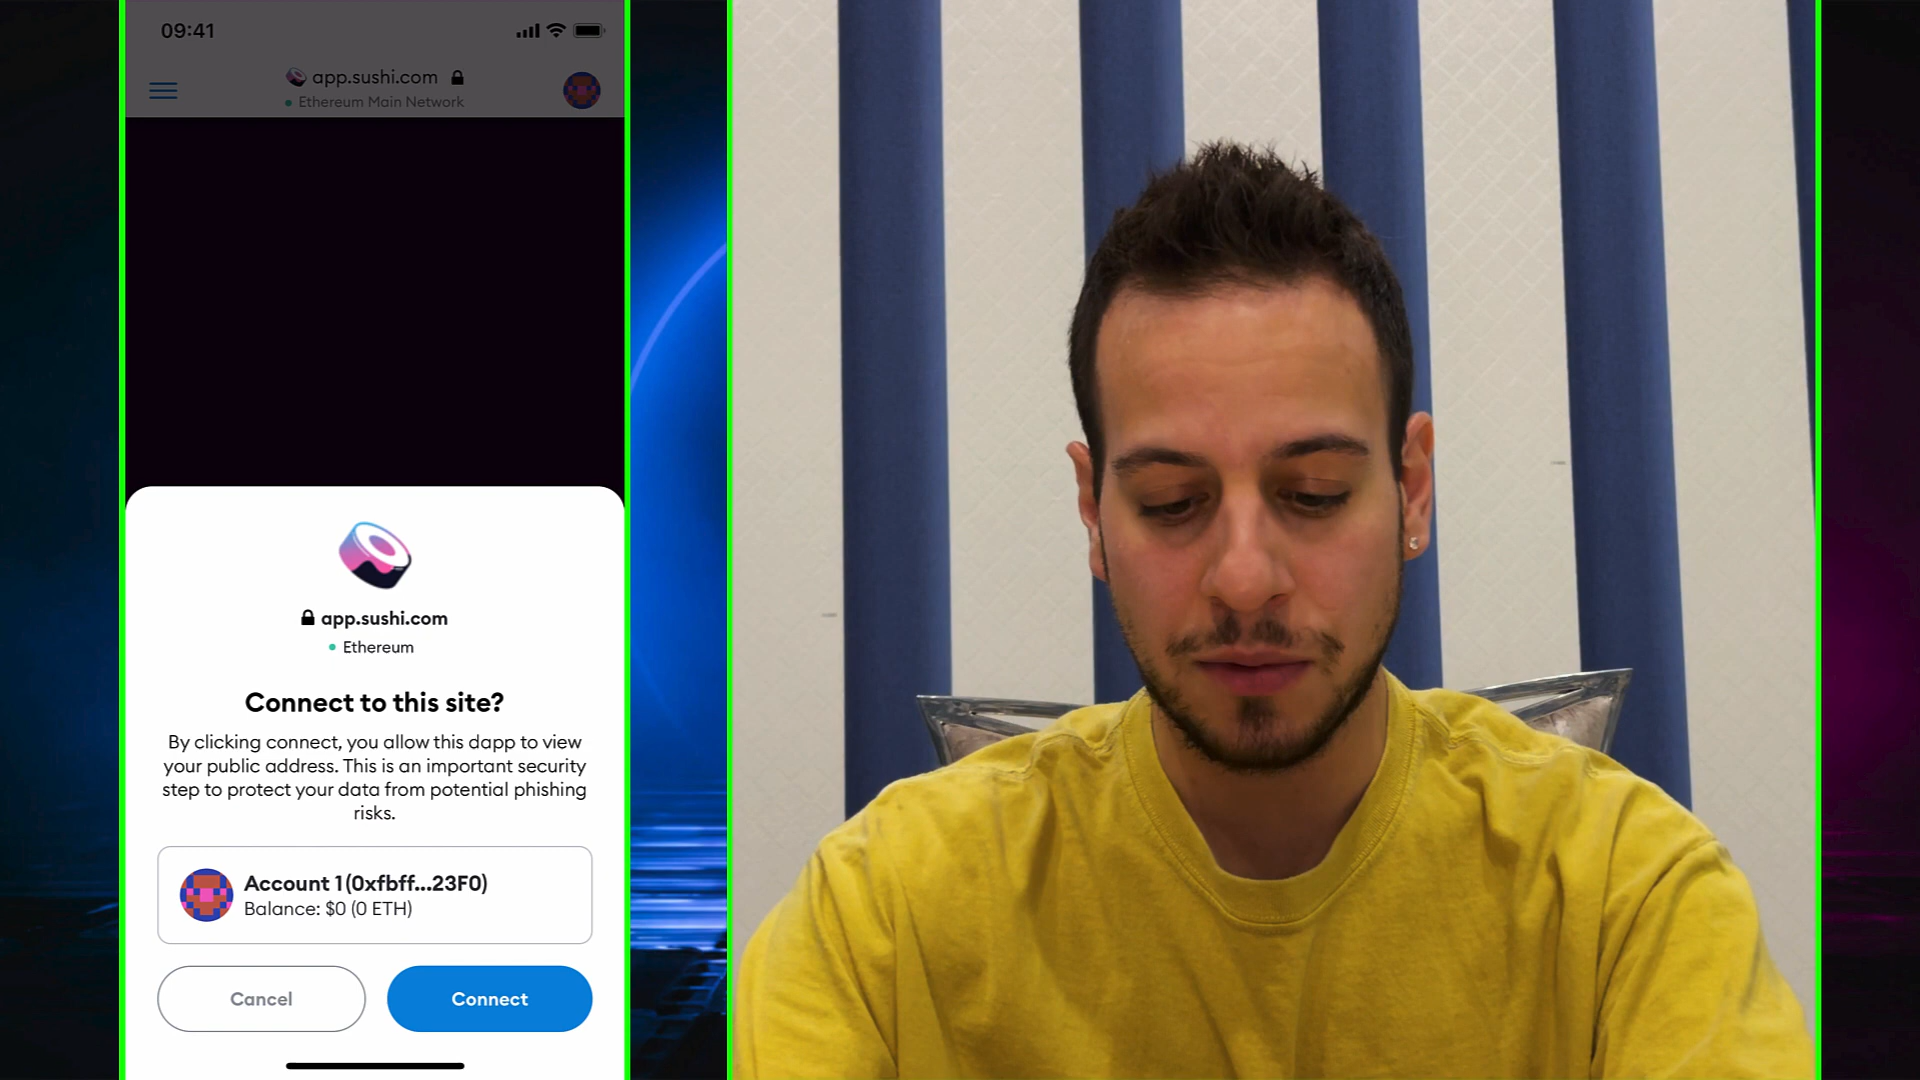 09:41
app.sushi.com
Ethereum Main Network
app.sushi.com
Ethereum
Connect to this site?
By clicking connect, you allow this dapp to view
your public address. This is an important security
step to protect your data from potential phishing
risks.
Account 1 (0xfbff...23F0)
Balance: $0 (0 ETH)
Cancel
Connect